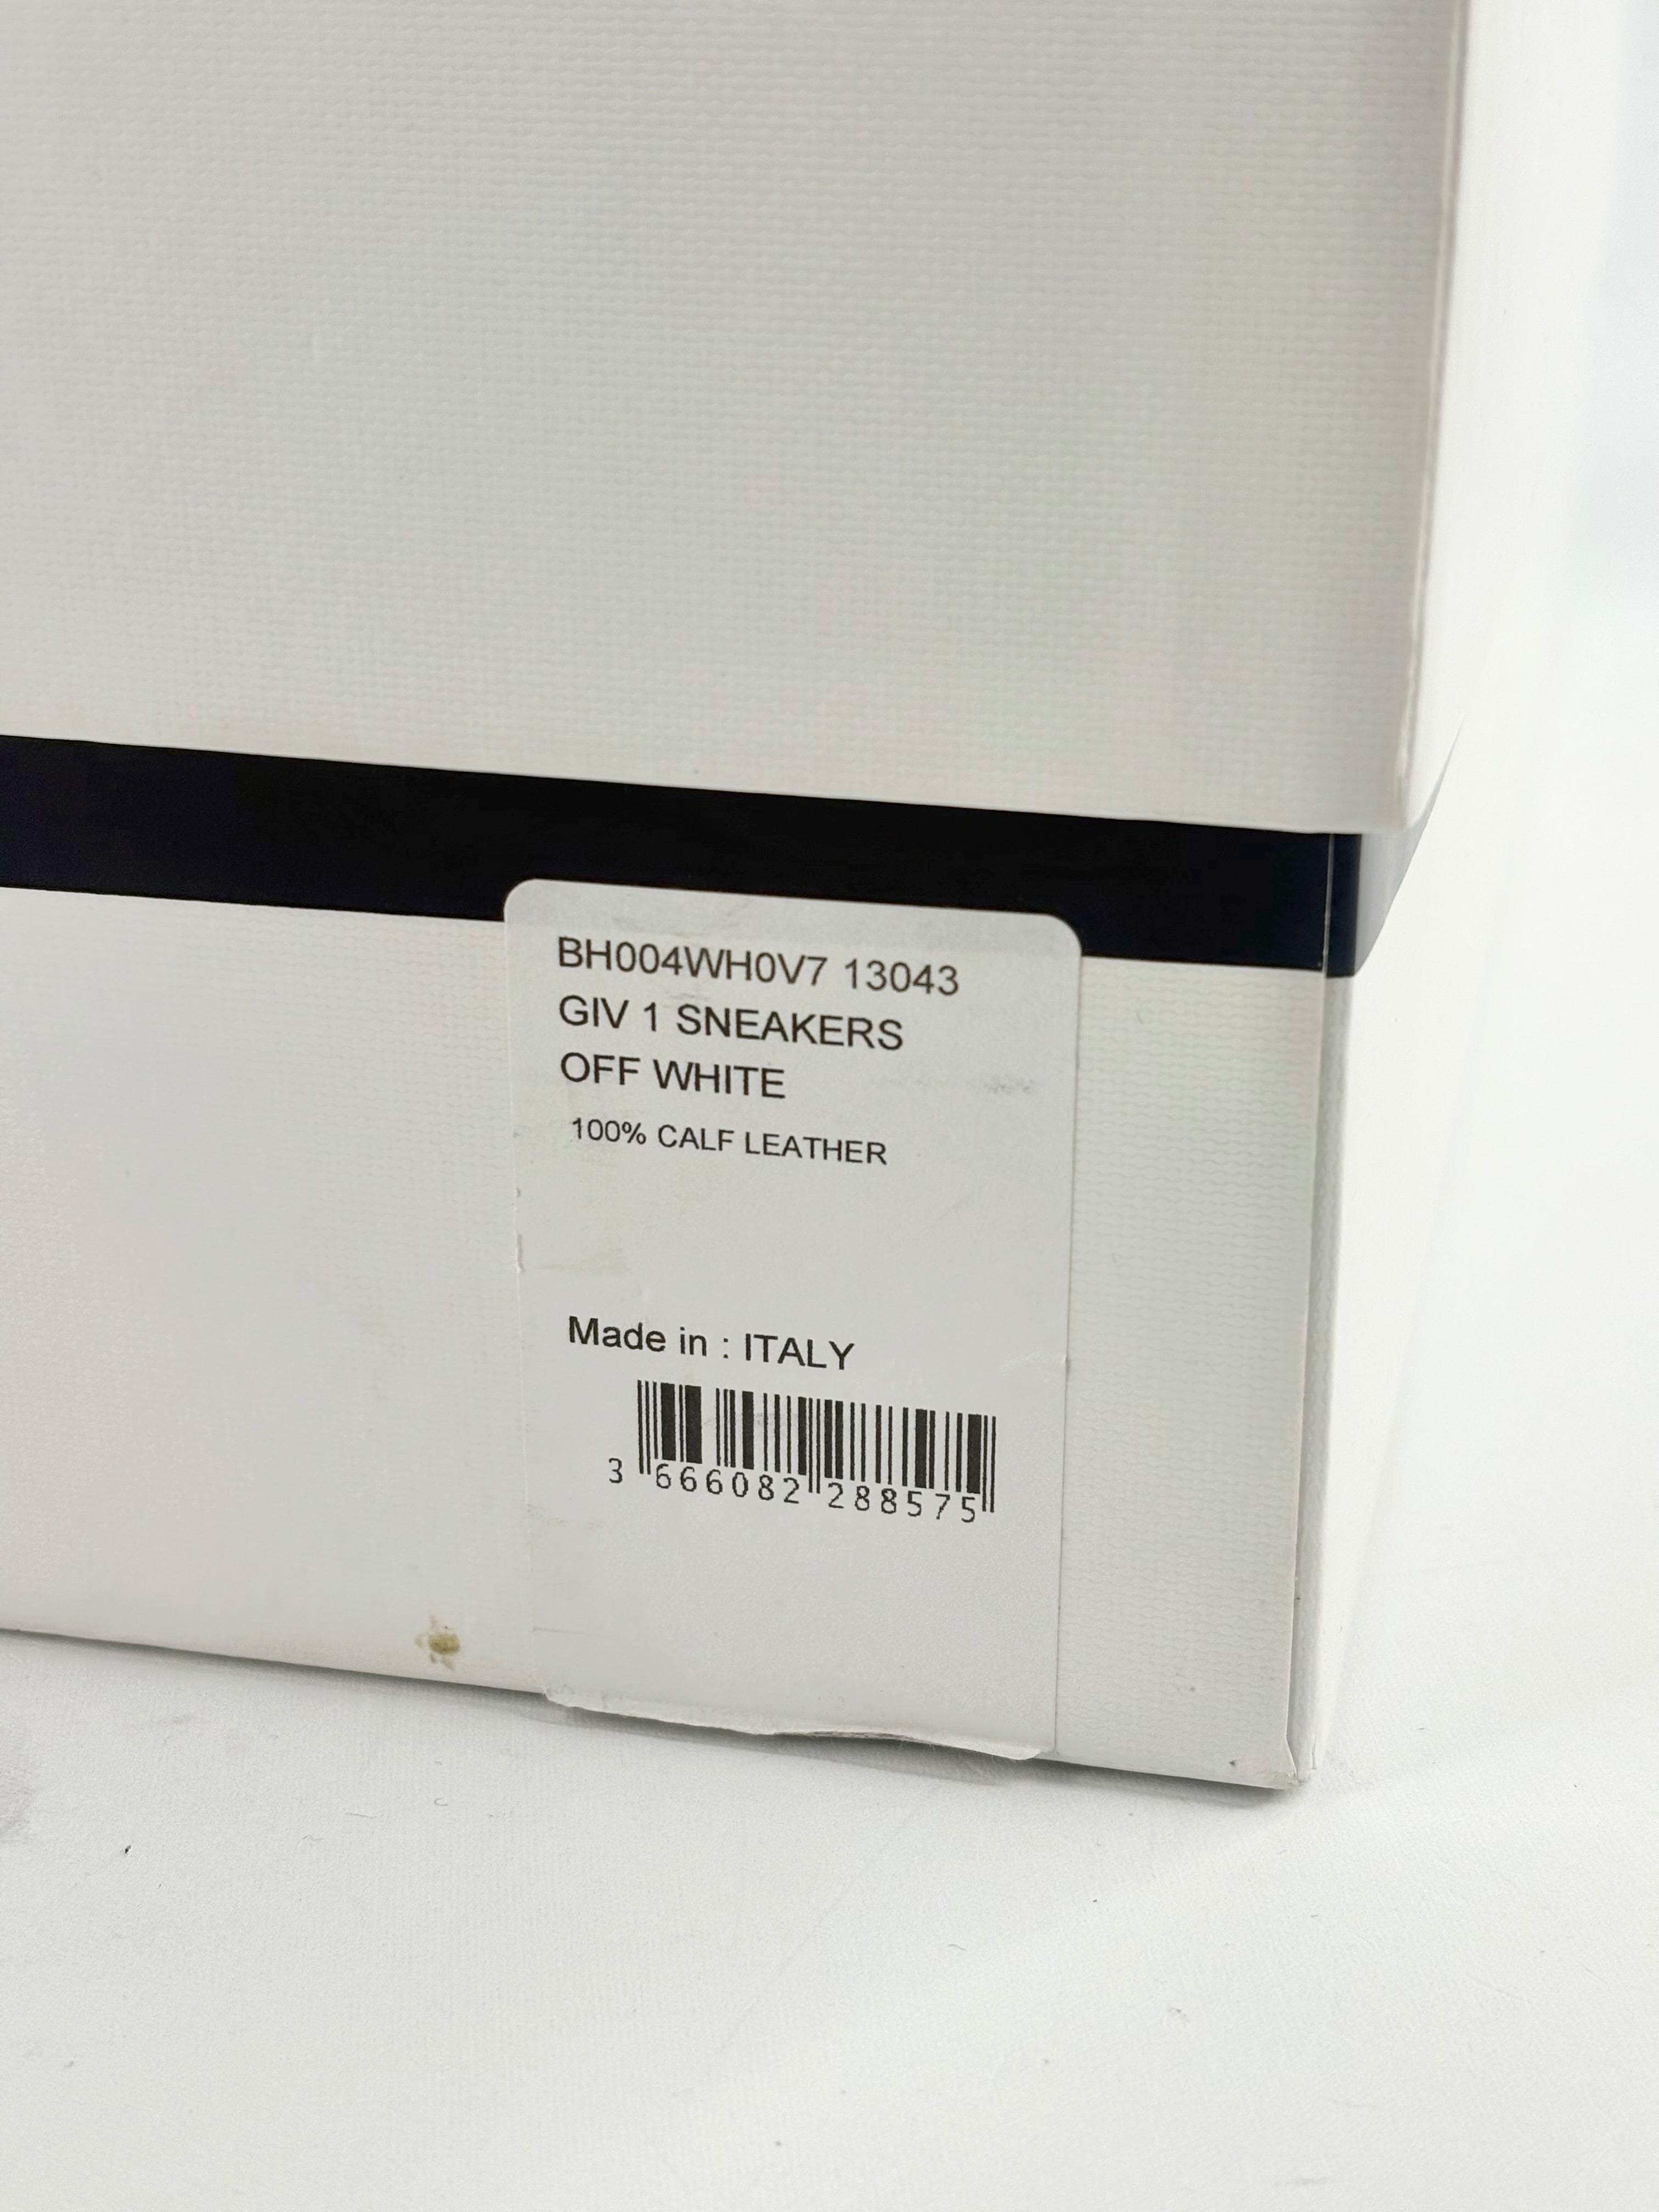 BH004WH0V7 13043
GIV 1 SNEAKERS
OFF WHITE
100% CALF LEATHER
Made in : ITALY
3 666082 288575